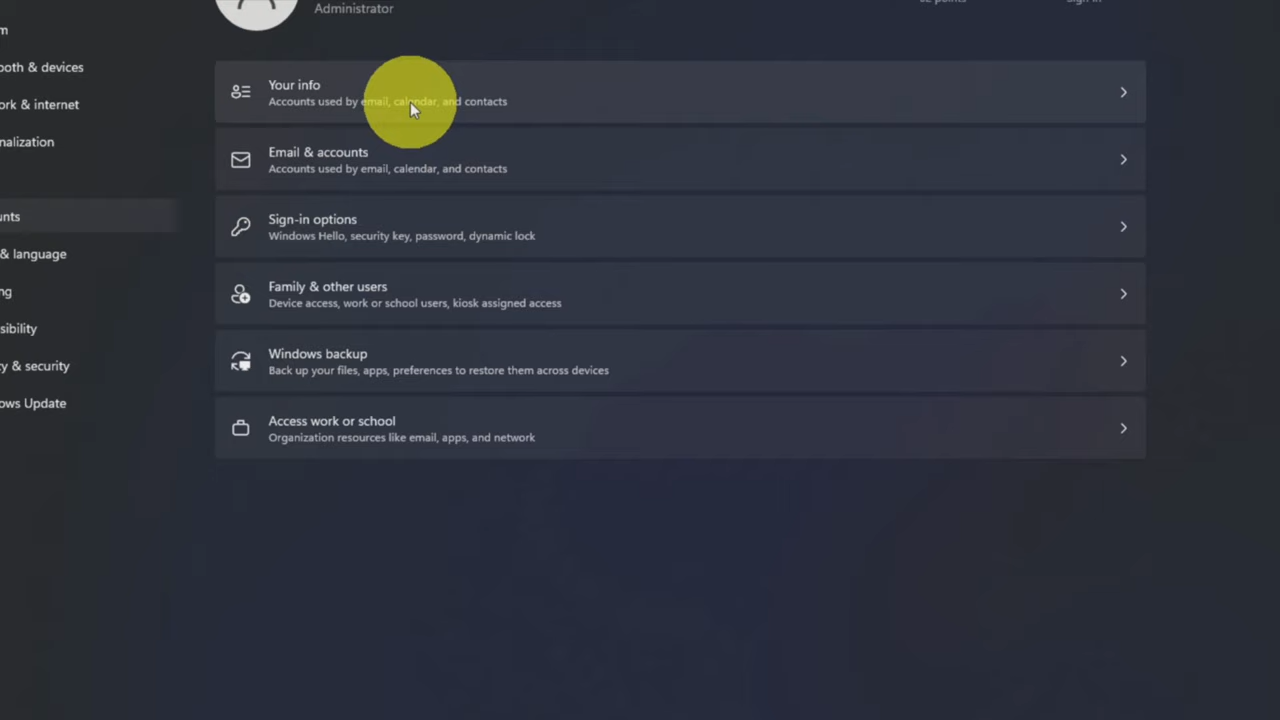 Administrator
Your info
Accounts used by email, calendar, and contacts
Email & accounts
Accounts used by email, calendar, and contacts
Sign-in options
Windows Hello, security key, password, dynamic lock
Family & other users
Device access, work or school users, kiosk assigned access
Windows backup
Back up your files, apps, preferences to restore them across devices
Access work or school
Organization resources like email, apps, and network
m
ooth & devices
ork & internet
nalization
unts
& language
ng
sibility
y & security
ows Update